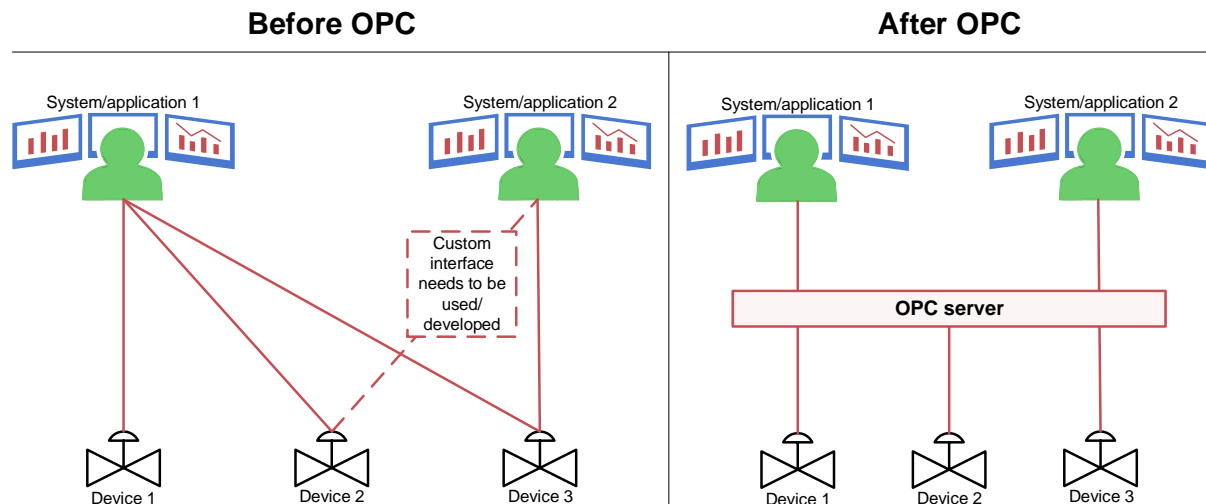 Before OPC
After OPC
System/application 1
System/application 2
System/application 1
System/application 2
Custom
interface
needs to be
used/
developed
OPC server
Device 1
Device 2
Device 3
Device 1
Device 2
Device 3